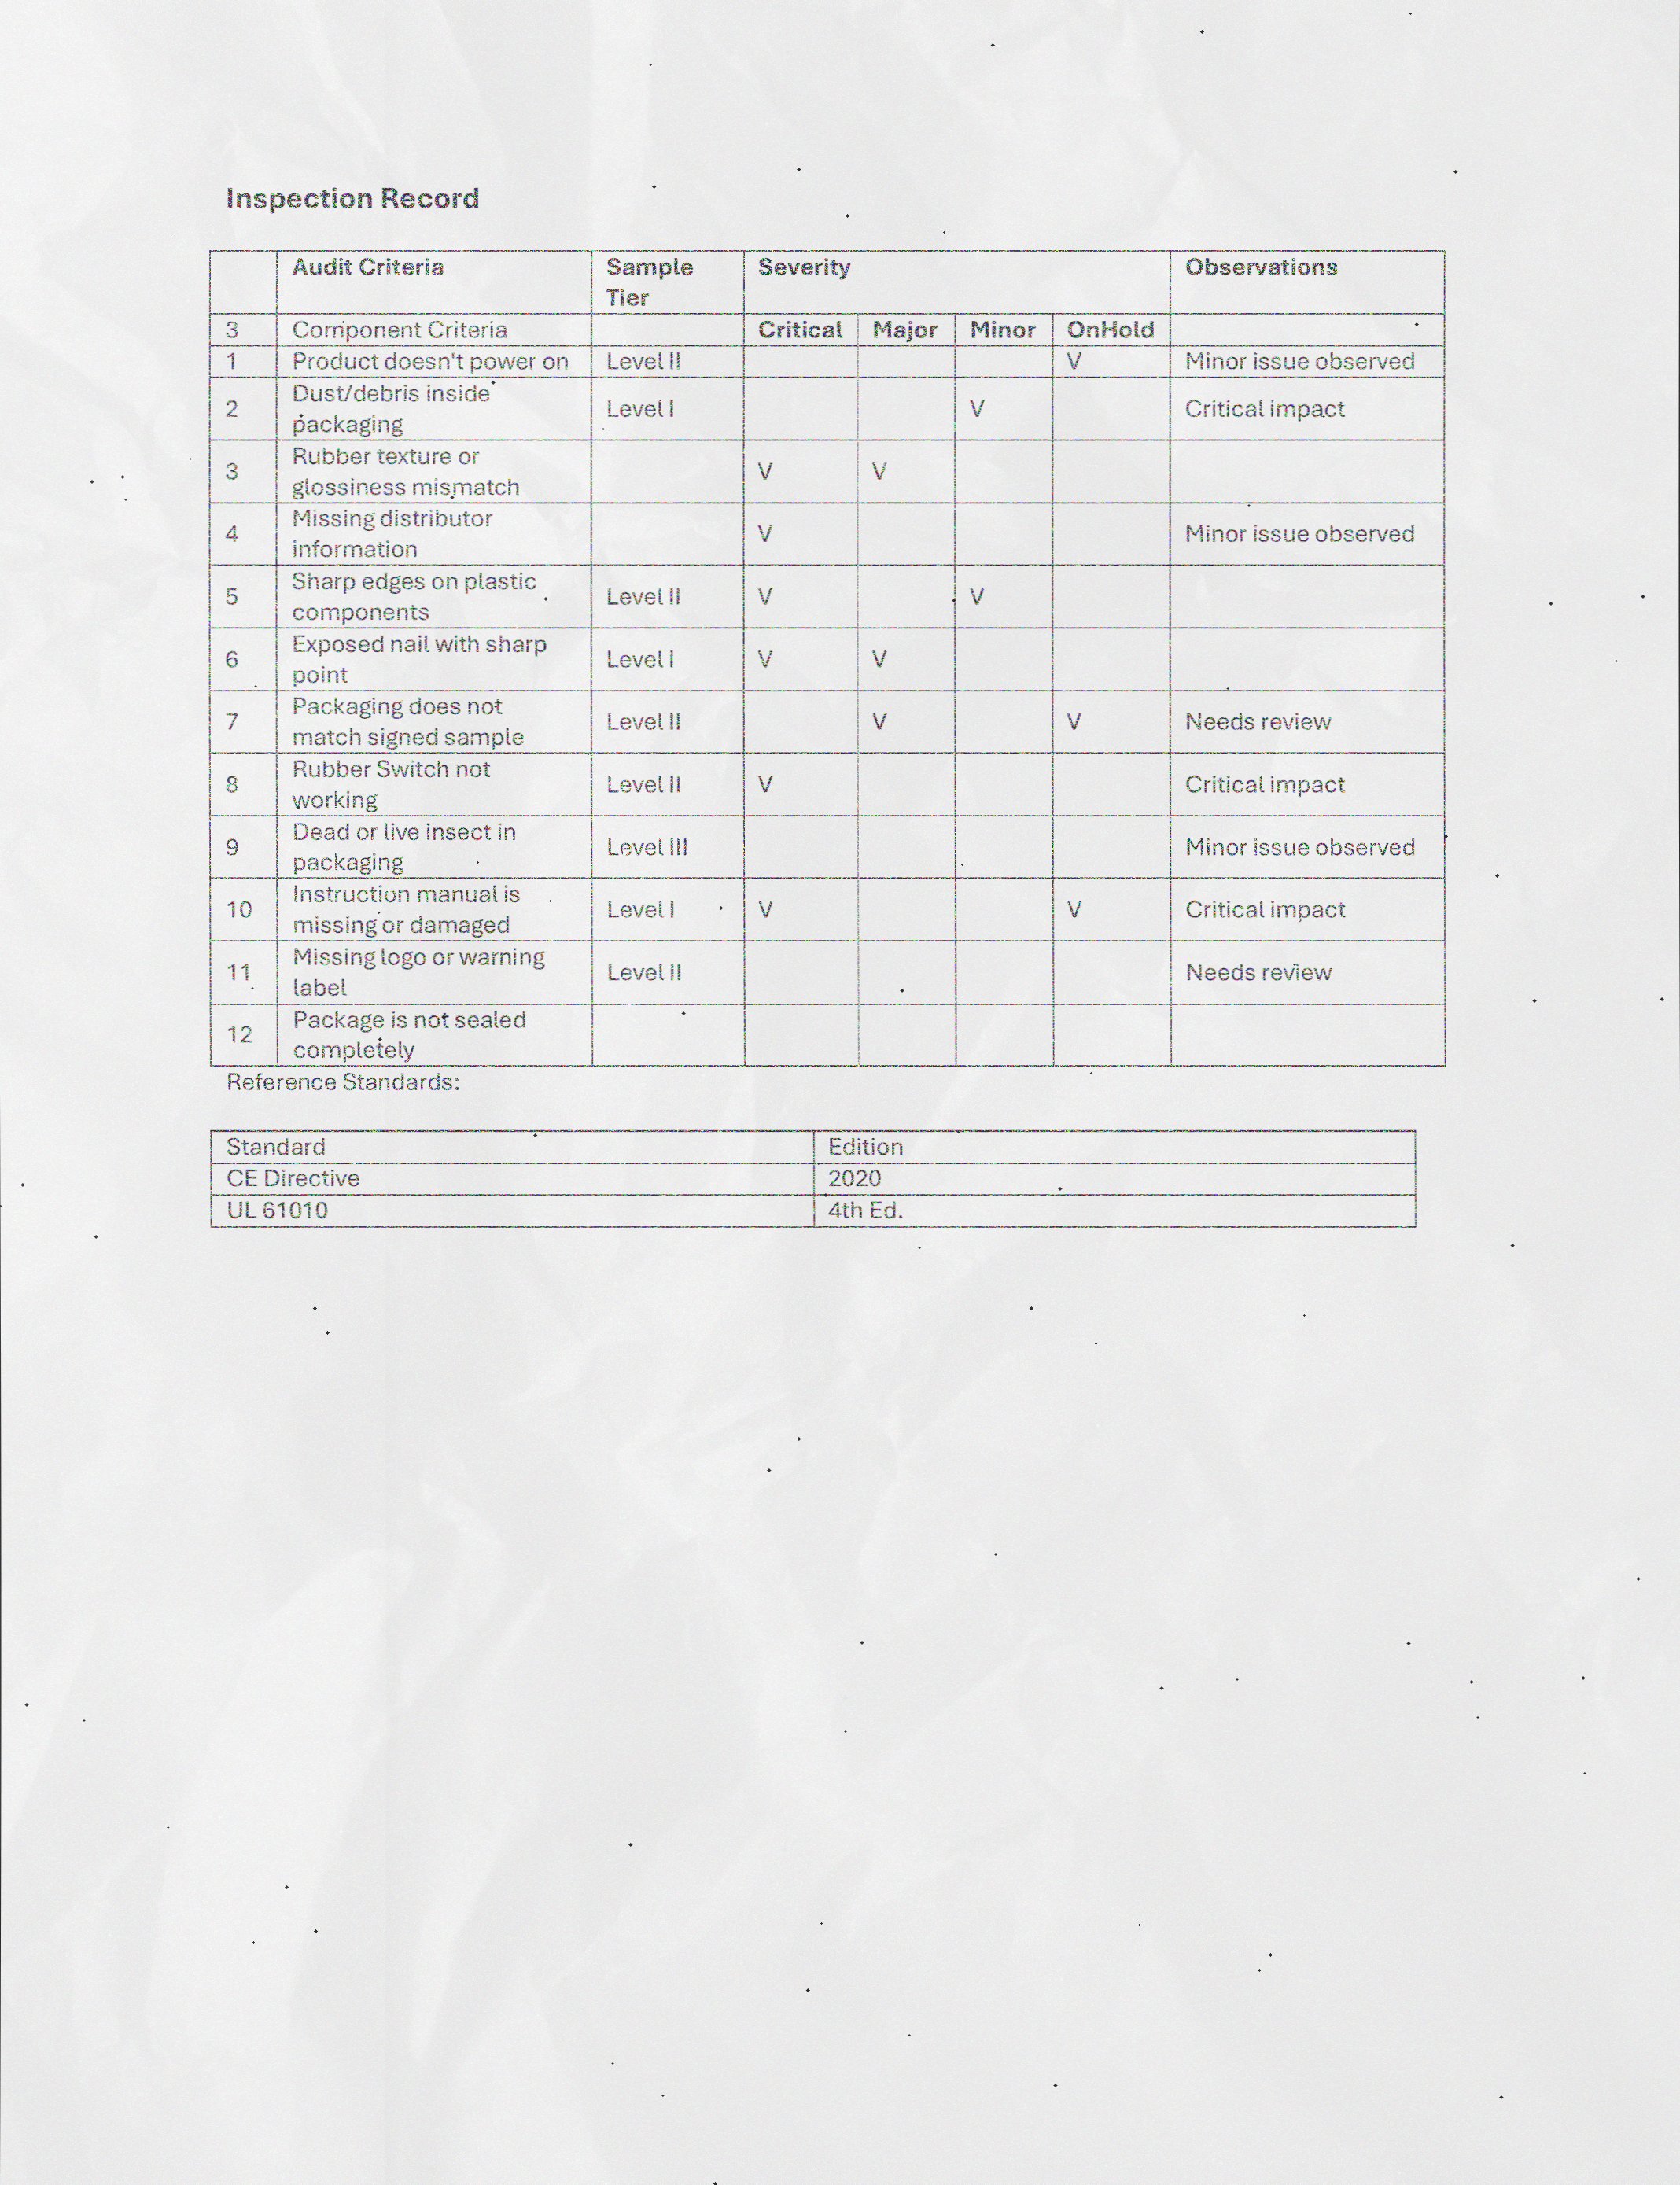 Inspection Record
Audit Criteria Sample Severity Observations
Tier
3 Component Criteria Critical Major Minor OnHold
1 Product doesn't power on Level II V Minor issue observed
Dust/debris inside
2 Level I V Critical impact
packaging
Rubber texture or
3 V V
glossiness mismatch
Missing distributor
4 V Minor issue observed
information
Sharp edges on plastic
5 Level II V V
components
Exposed nail with sharp
6 Level I V V
point
Packaging does not
7 Level II V V Needs review
match signed sample
Rubber Switch not
8 Level II V Critical impact
working
Dead or live insect in
9 Level III Minor issue observed
packaging
Instruction manual is
10 Level I V V Critical impact
missing or damaged
Missing logo or warning
11 Level II Needs review
label
Package is not sealed
12
completely
Reference Standards:
Standard Edition
CE Directive 2020
UL 61010 4th Ed.